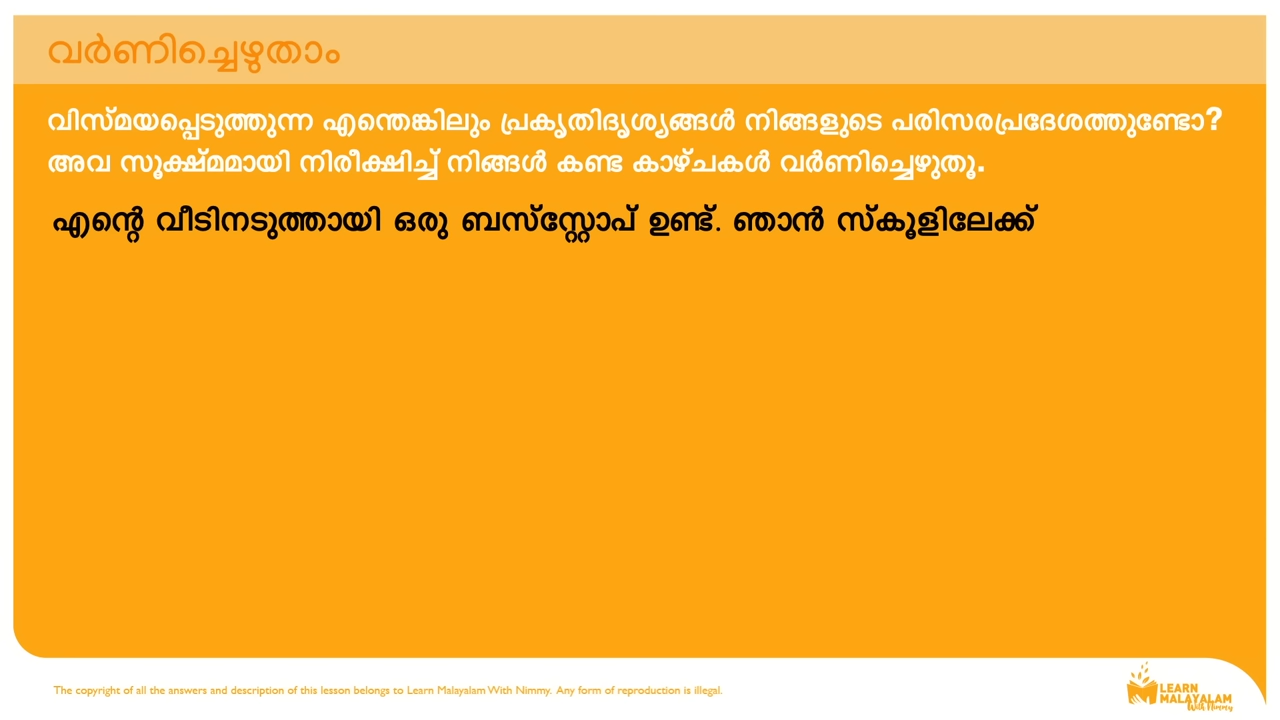 വർണിച്ചെഴുതാം
വിസ്മയപ്പെടുത്തുന്ന എന്തെങ്കിലും പ്രകൃതിദൃശ്യങ്ങൾ നിങ്ങളുടെ പരിസരപ്രദേശത്തുണ്ടോ?
അവ സൂക്ഷ്മമായി നിരീക്ഷിച്ച് നിങ്ങൾ കണ്ട കാഴ്ചകൾ വർണിച്ചെഴുതൂ.
എന്റെ വീടിനടുത്തായി ഒരു ബസ്സ്റ്റോപ് ഉണ്ട്. ഞാൻ സ്കൂളിലേക്ക്
The copyright of all the answers and description of this lesson belongs to Learn Malayalam With Nimmy. Any form of reproduction is illegal.
LEARN
MALAYALAM
With Nimmy